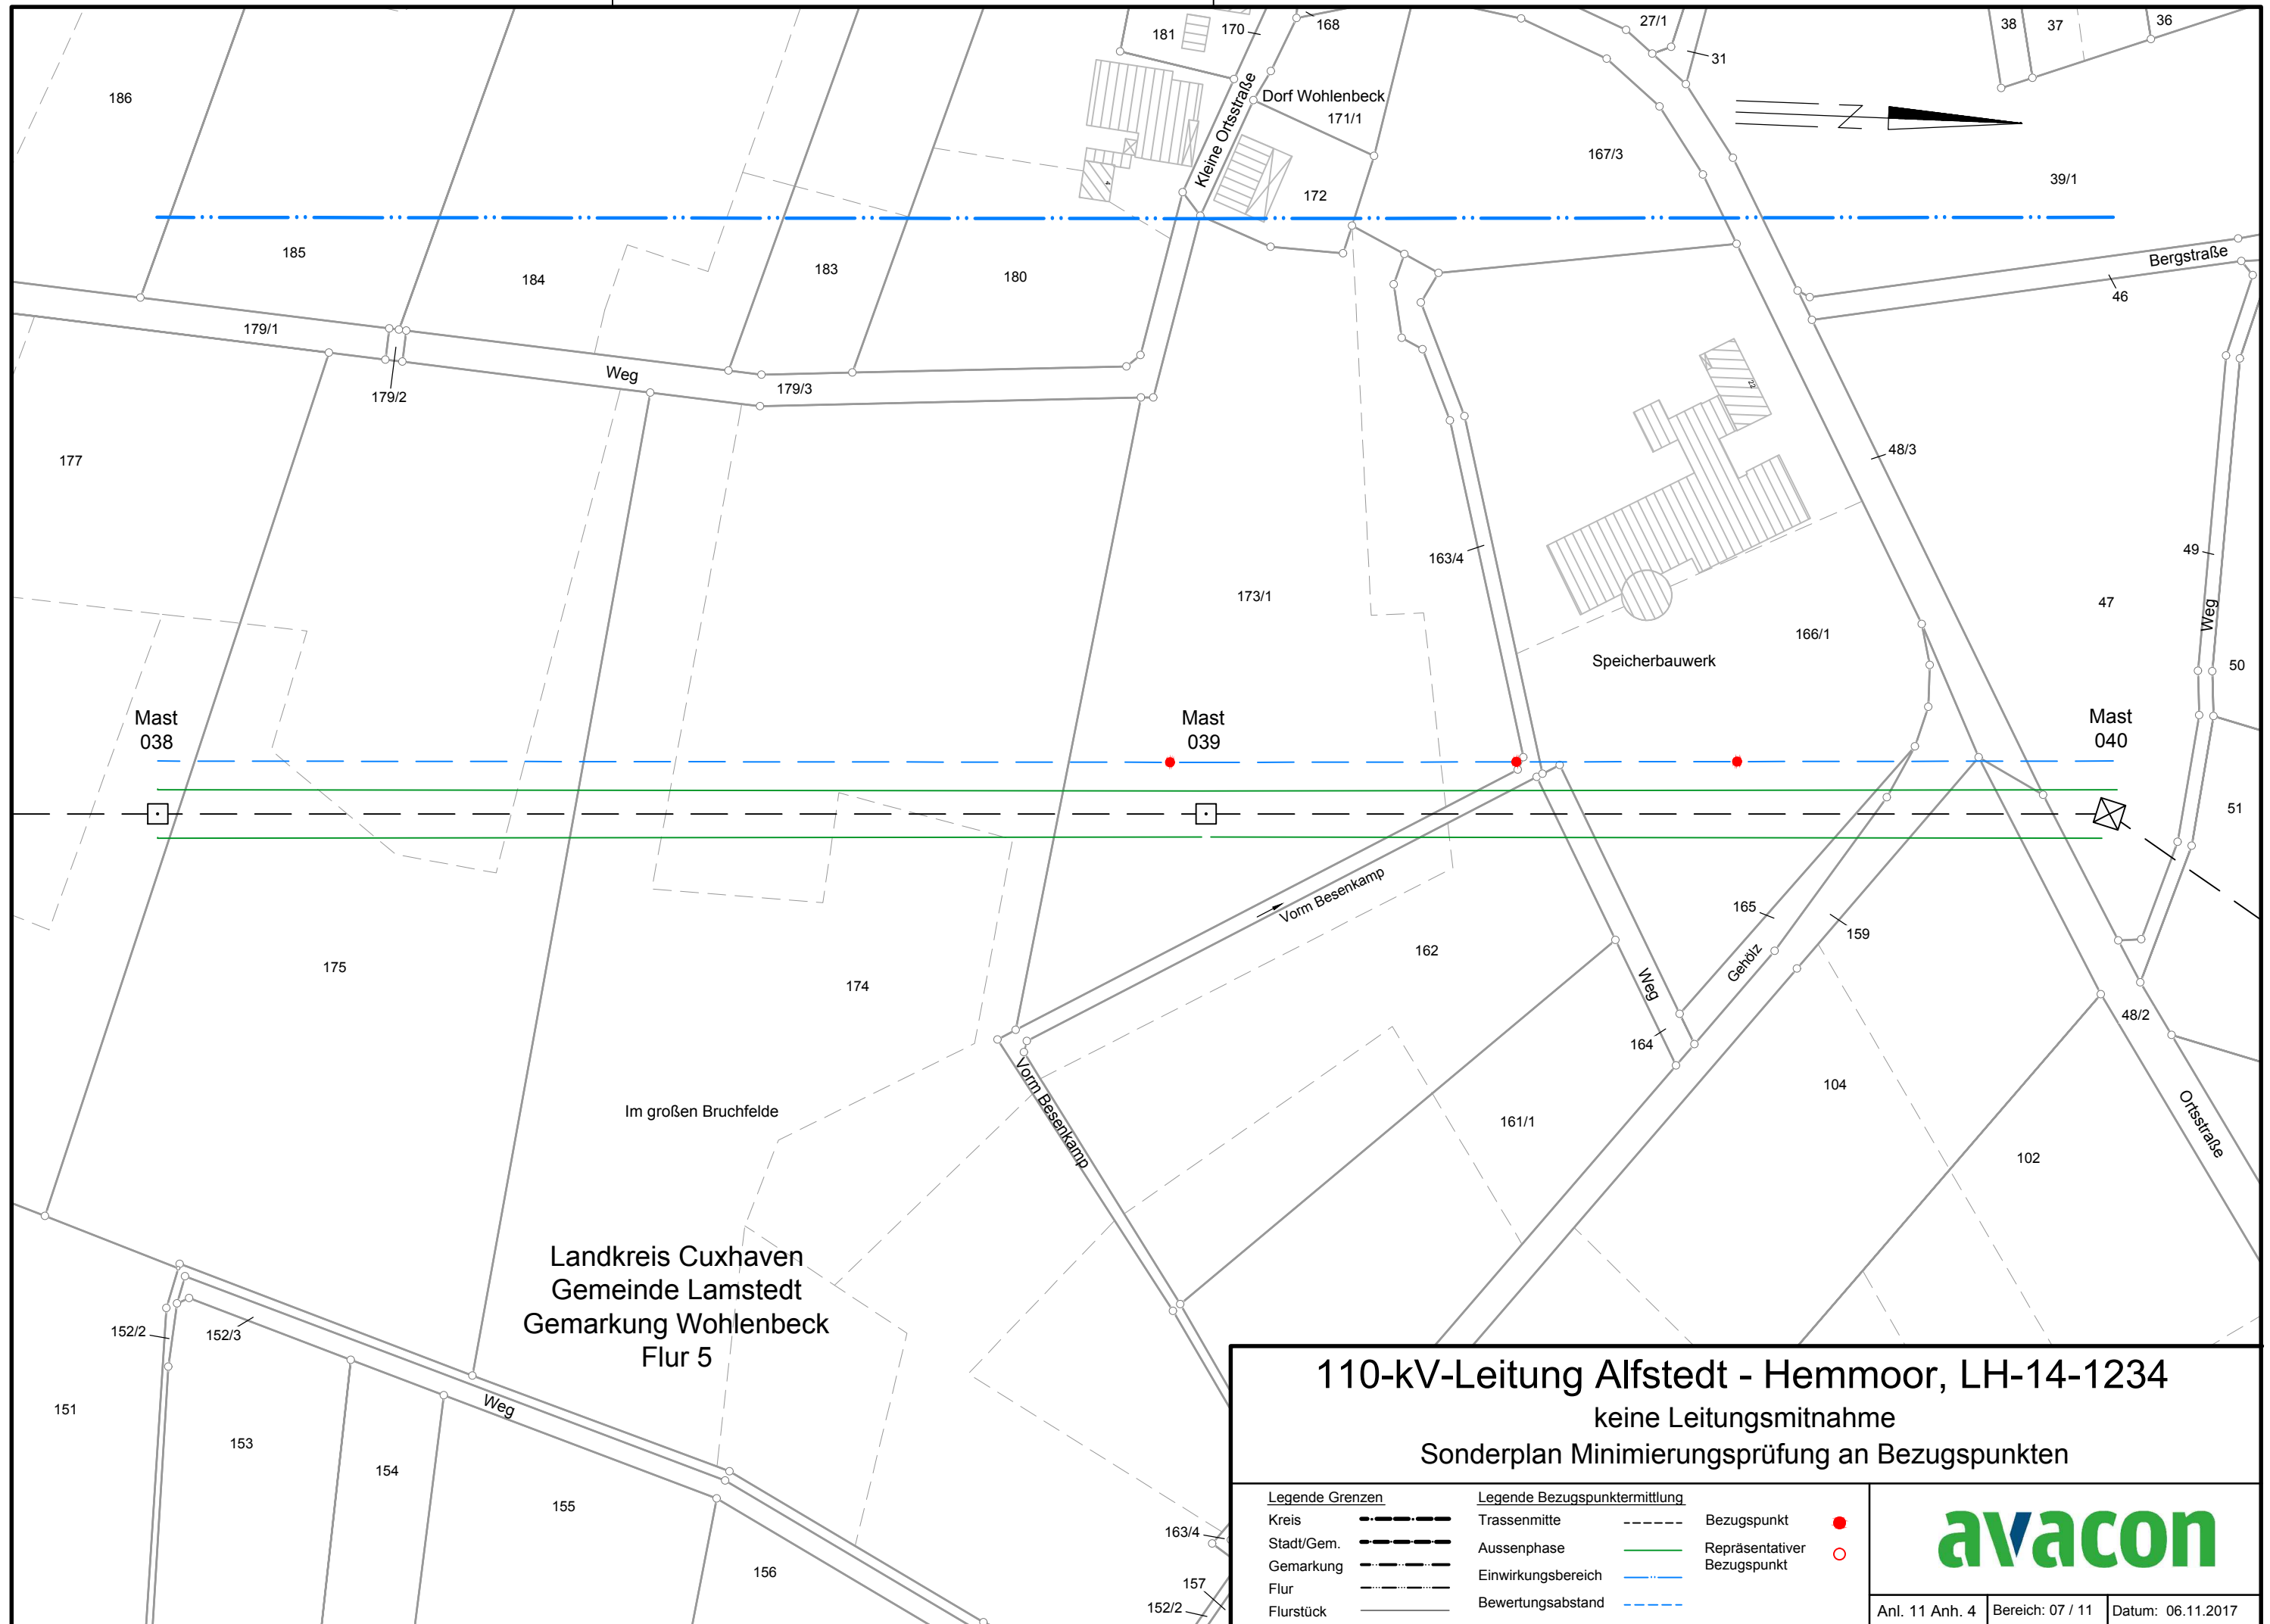 181
170
168
27/1
31
38
37
36
186
Kleine Ortsstraße
Dorf Wohlenbeck
171/1
167/3
39/1
172
4
N
185
184
183
180
Bergstraße
46
179/1
179/2
Weg
179/3
22
177
48/3
163/4
173/1
49
47
Weg
166/1
Speicherbauwerk
50
Mast
038
Mast
039
Mast
040
51
Vorm Besenkamp
165
159
162
175
174
Weg
Gehölz
48/2
164
104
Vorm Besenkamp
Im großen Bruchfelde
161/1
102
Ortsstraße
Landkreis Cuxhaven
Gemeinde Lamstedt
Gemarkung Wohlenbeck
Flur 5
152/2
152/3
151
153
154
Weg
155
156
163/4
157
152/2
110-kV-Leitung Alfstedt - Hemmoor, LH-14-1234
keine Leitungsmitnahme
Sonderplan Minimierungsprüfung an Bezugspunkten
Legende Grenzen
Kreis
Stadt/Gem.
Gemarkung
Flur
Flurstück
Legende Bezugspunktermittlung
Trassenmitte
Aussenphase
Einwirkungsbereich
Bewertungsabstand
Bezugspunkt
Repräsentativer
Bezugspunkt
avacon
Anl. 11 Anh. 4
Bereich: 07 / 11
Datum: 06.11.2017